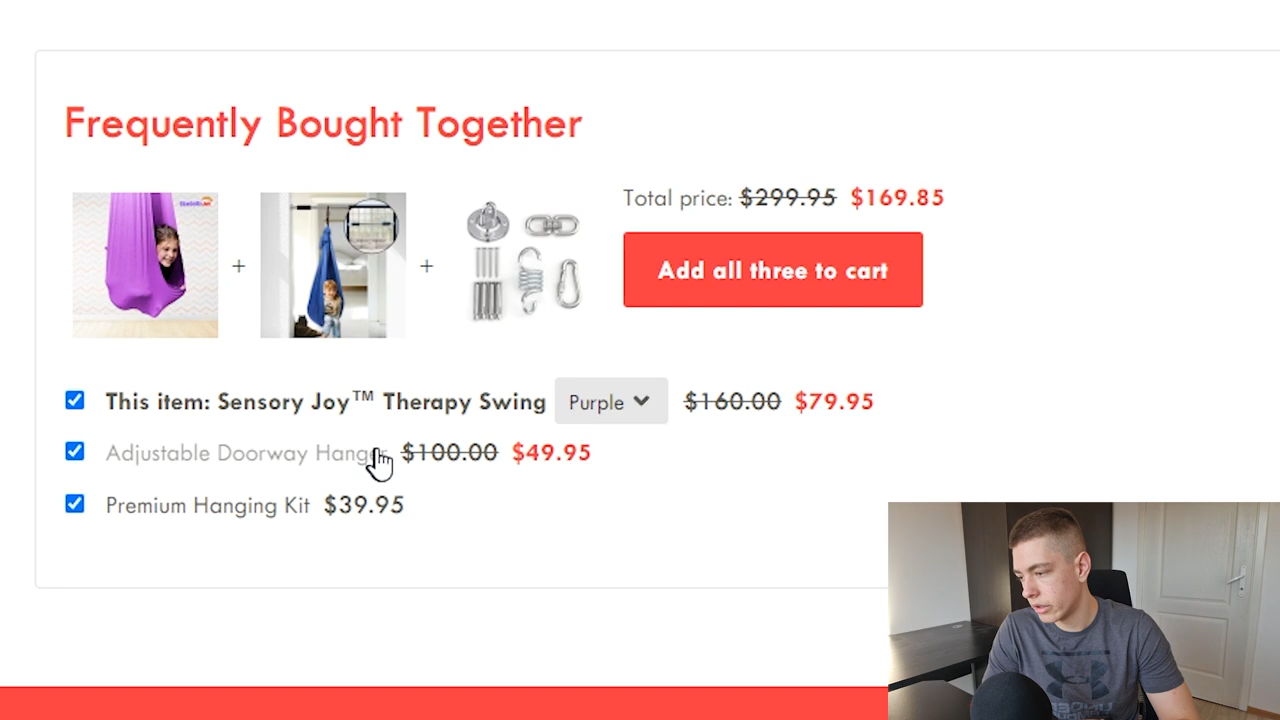 Frequently Bought Together
+ +
Total price: $299.95 $169.85
Add all three to cart
This item: Sensory Joy™ Therapy Swing Purple $160.00 $79.95
Adjustable Doorway Hanger $100.00 $49.95
Premium Hanging Kit $39.95